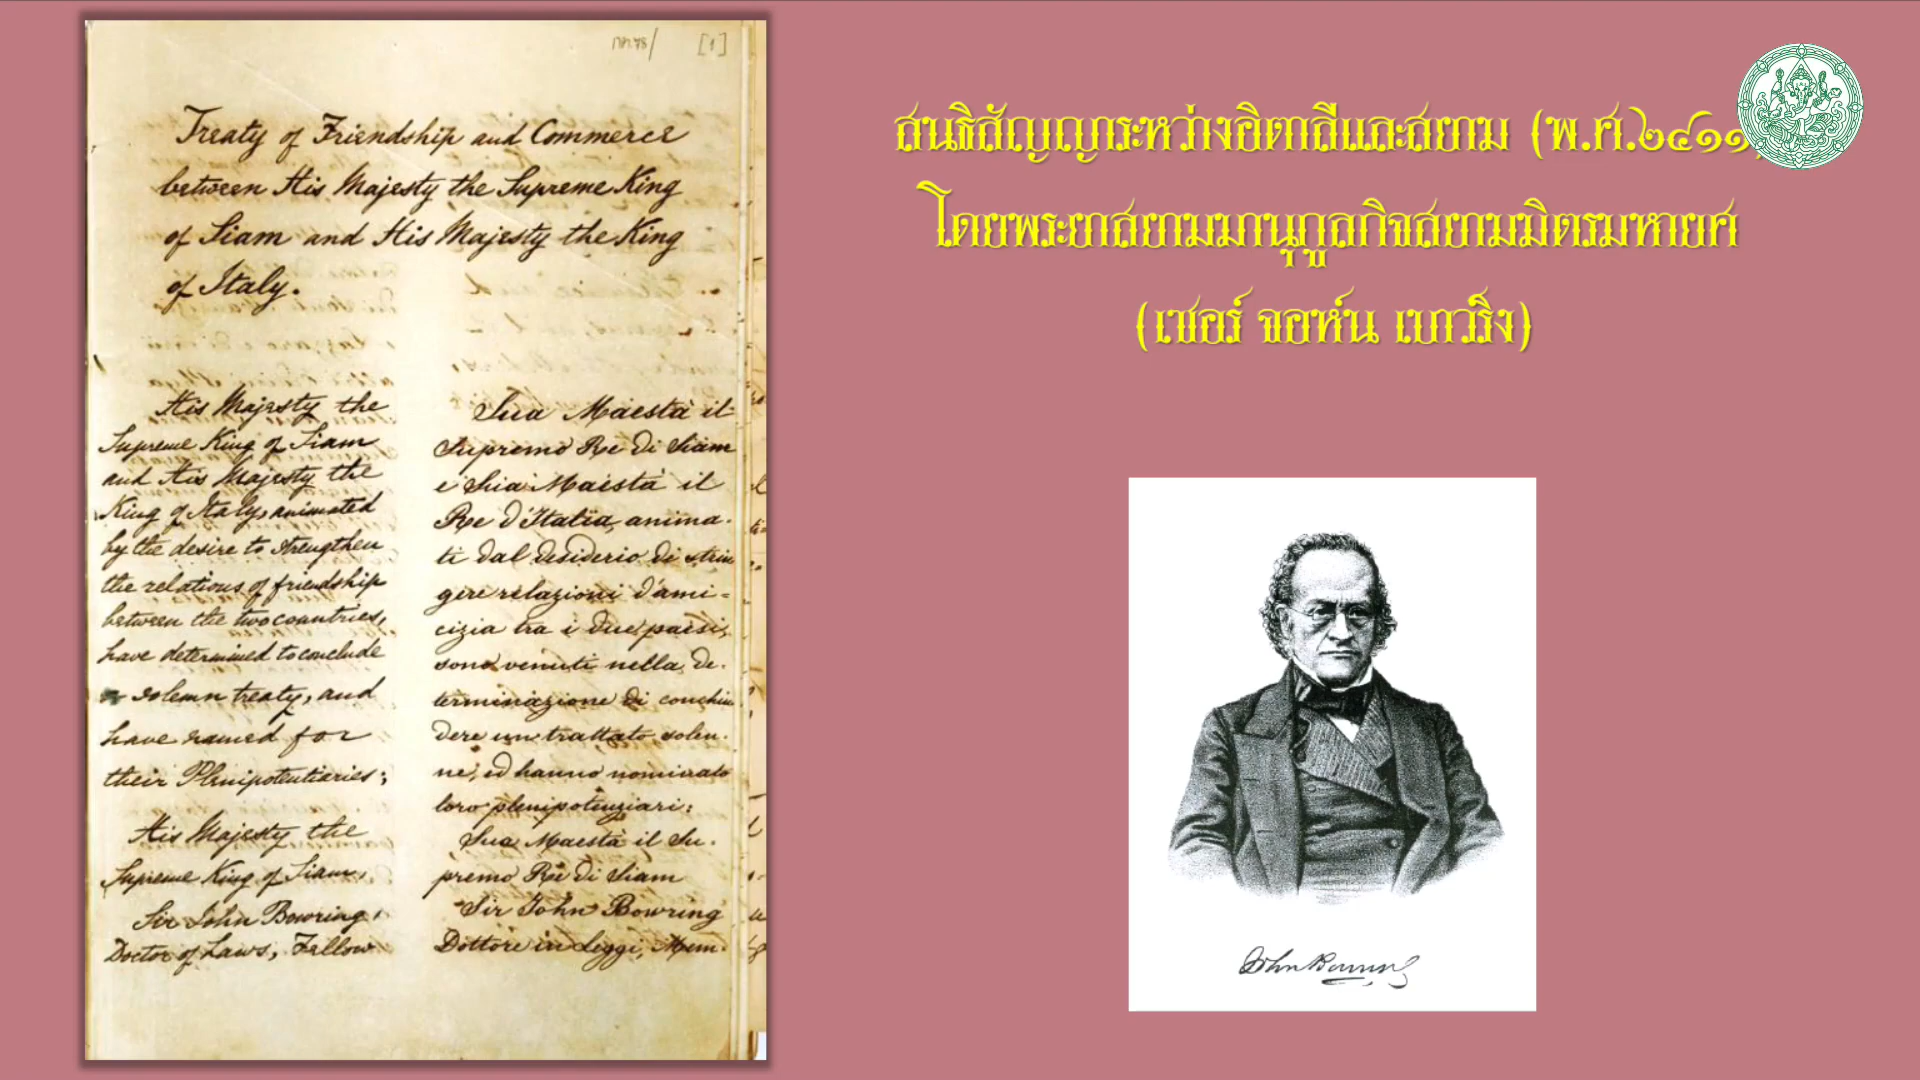 [1]
Treaty of Friendship and Commerce
between His Majesty the Supreme King
of Siam and His Majesty the King
of Italy.
His Majesty the
Supreme King of Siam
and His Majesty the
King of Italy, animated
by the desire to strengthen
the relations of friendship
between the two countries,
have determined to conclude
a solemn treaty, and
have named for
their Plenipotentiaries;
His Majesty the
Supreme King of Siam,
Sir John Bowring,
Doctor of Laws, Fellow
Sua Maestà il
Supremo Re di Siam
e Sua Maestà il
Re d'Italia, anima-
ti dal desiderio di strin
gere relazioni d'ami-
cizia tra i due paesi,
sono venuti nella de-
terminazione di conchiu
dere un trattato solen-
ne, ed hanno nominato
loro plenipotenziari:
Sua Maestà il Su-
premo Re di Siam
Sir John Bowring
Dottore in Leggi, Mem-
สนธิสัญญาระหว่างอิตาลีและสยาม (พ.ศ.๒๔๑๑)
โดยพระยาสยามมานุกูลกิจสยามมิตรมหายศ
(เซอร์ จอห์น เบาว์ริ่ง)
John Bowring